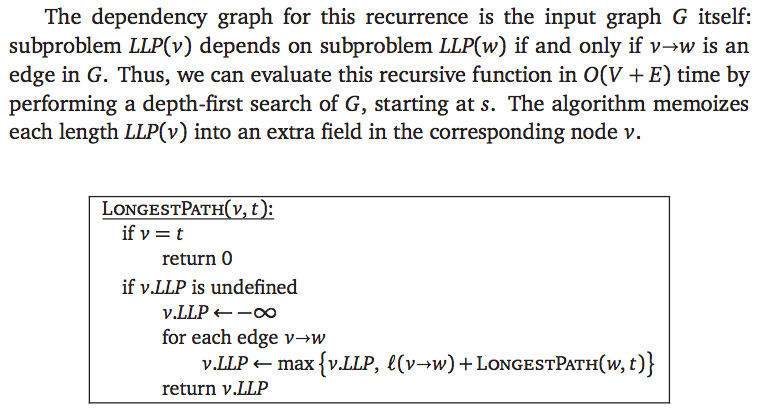 The dependency graph for this recurrence is the input graph G itself:
subproblem LLP(v) depends on subproblem LLP(w) if and only if v→w is an
edge in G. Thus, we can evaluate this recursive function in O(V + E) time by
performing a depth-first search of G, starting at s. The algorithm memoizes
each length LLP(v) into an extra field in the corresponding node v.
LONGESTPATH(v, t):
if v = t
return 0
if v.LLP is undefined
v.LLP ← −∞
for each edge v→w
v.LLP ← max {v.LLP, ℓ(v→w) + LONGESTPATH(w, t)}
return v.LLP